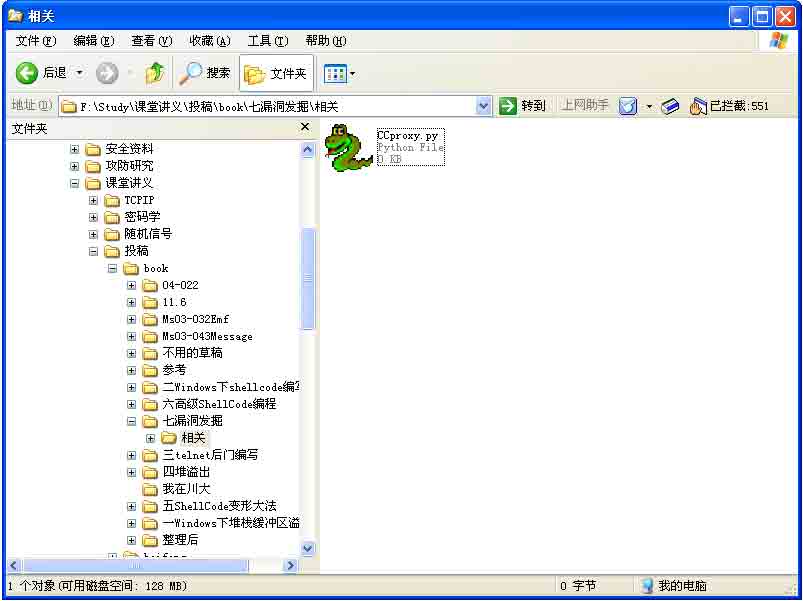 相关
文件(F) 编辑(E) 查看(V) 收藏(A) 工具(T) 帮助(H)
后退 搜索 文件夹
地址(D) F:\Study\课堂讲义\投稿\book\七漏洞发掘\相关 转到 上网助手 已拦截:551
文件夹
安全资料
攻防研究
课堂讲义
TCPIP
密码学
随机信号
投稿
book
04-022
11.6
Ms03-032Emf
Ms03-043Message
不用的草稿
参考
二Windows下shellcode编写
六高级ShellCode编程
七漏洞发掘
相关
三telnet后门编写
四堆溢出
我在川大
五ShellCode变形大法
一Windows下堆栈缓冲区溢
整理后
CCproxy.py
Python File
0 KB
1 个对象(可用磁盘空间: 128 MB) 0 字节 我的电脑